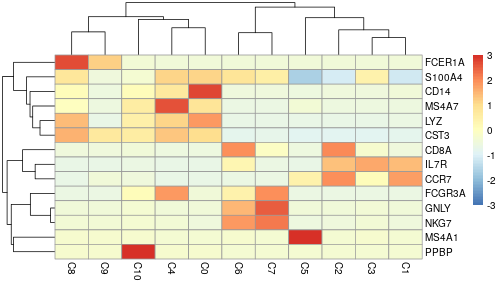 FCER1A
S100A4
CD14
MS4A7
LYZ
CST3
CD8A
IL7R
CCR7
FCGR3A
GNLY
NKG7
MS4A1
PPBP
3
2
1
0
-1
-2
-3
C8 C9 C10 C4 C0 C6 C7 C5 C2 C3 C1